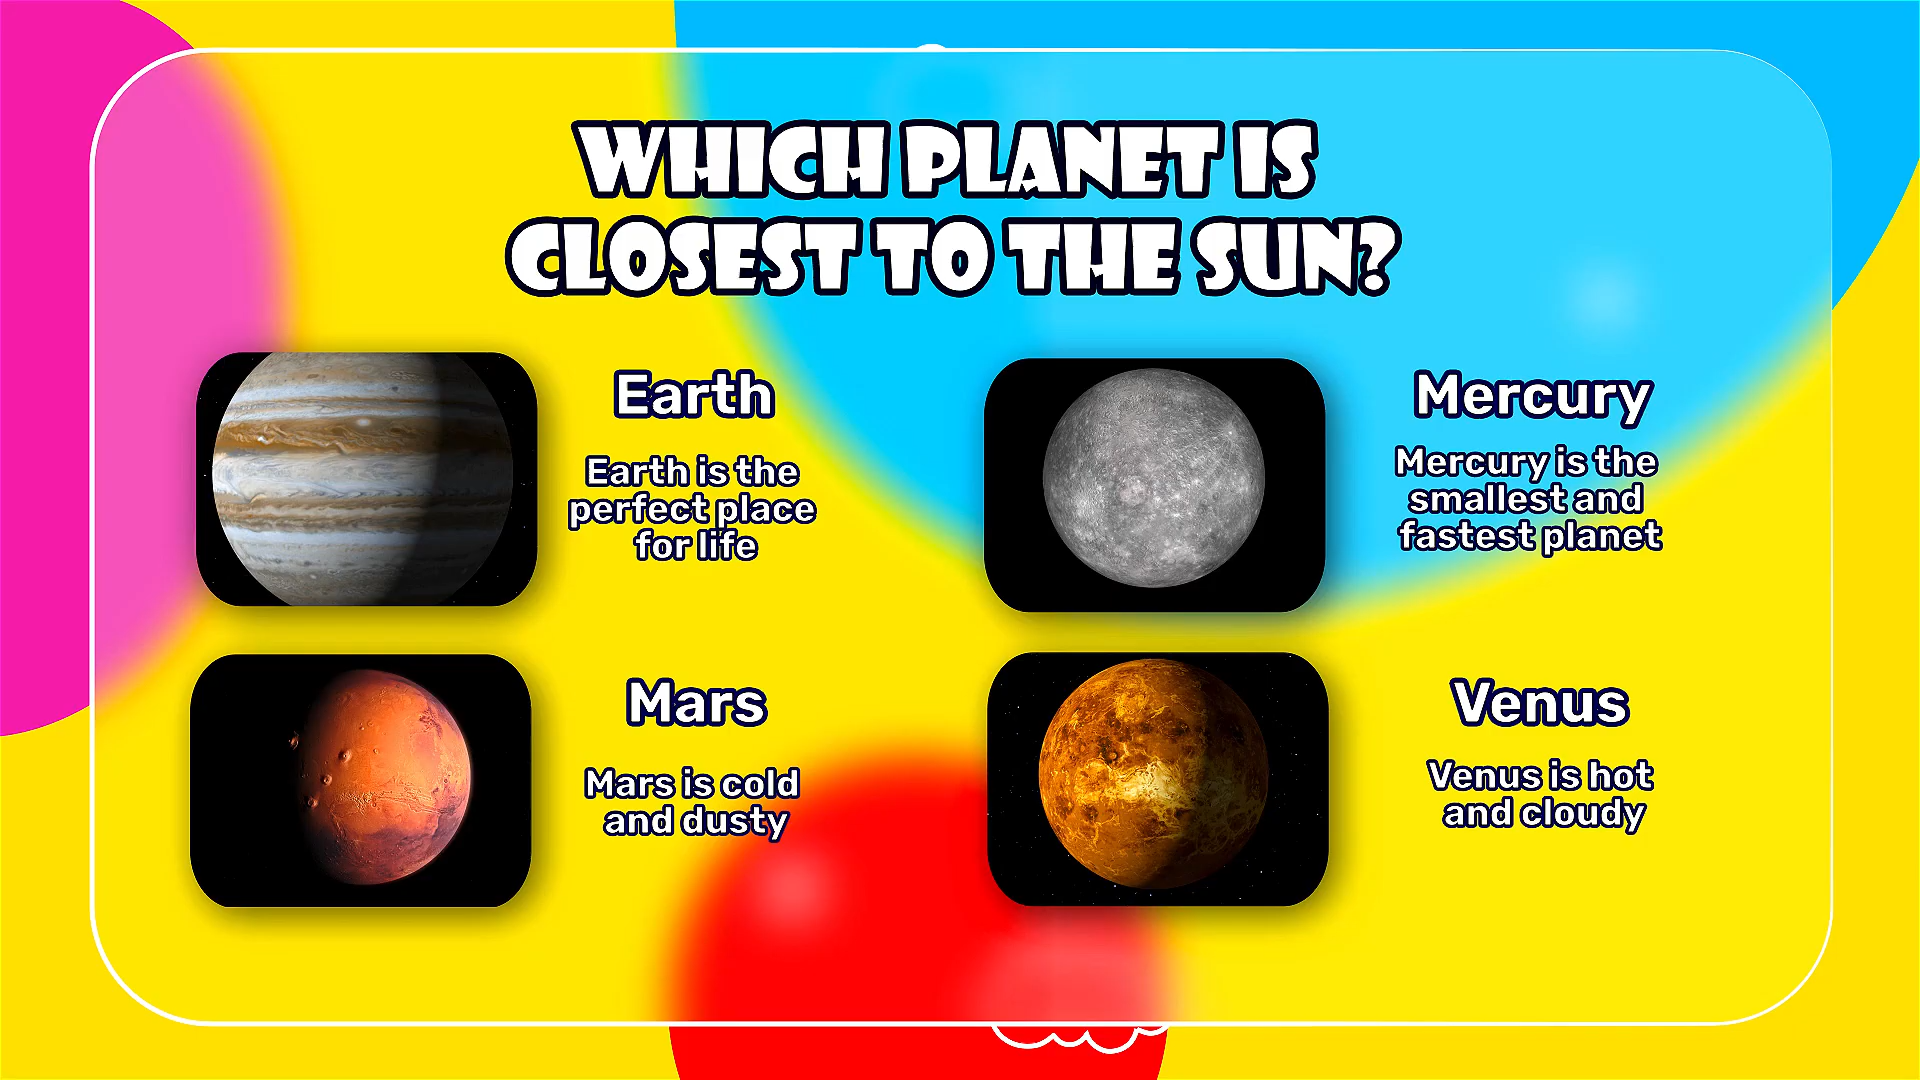 WHICH PLANET IS
CLOSEST TO THE SUN?
Earth
Earth is the
perfect place
for life
Mercury
Mercury is the
smallest and
fastest planet
Mars
Mars is cold
and dusty
Venus
Venus is hot
and cloudy